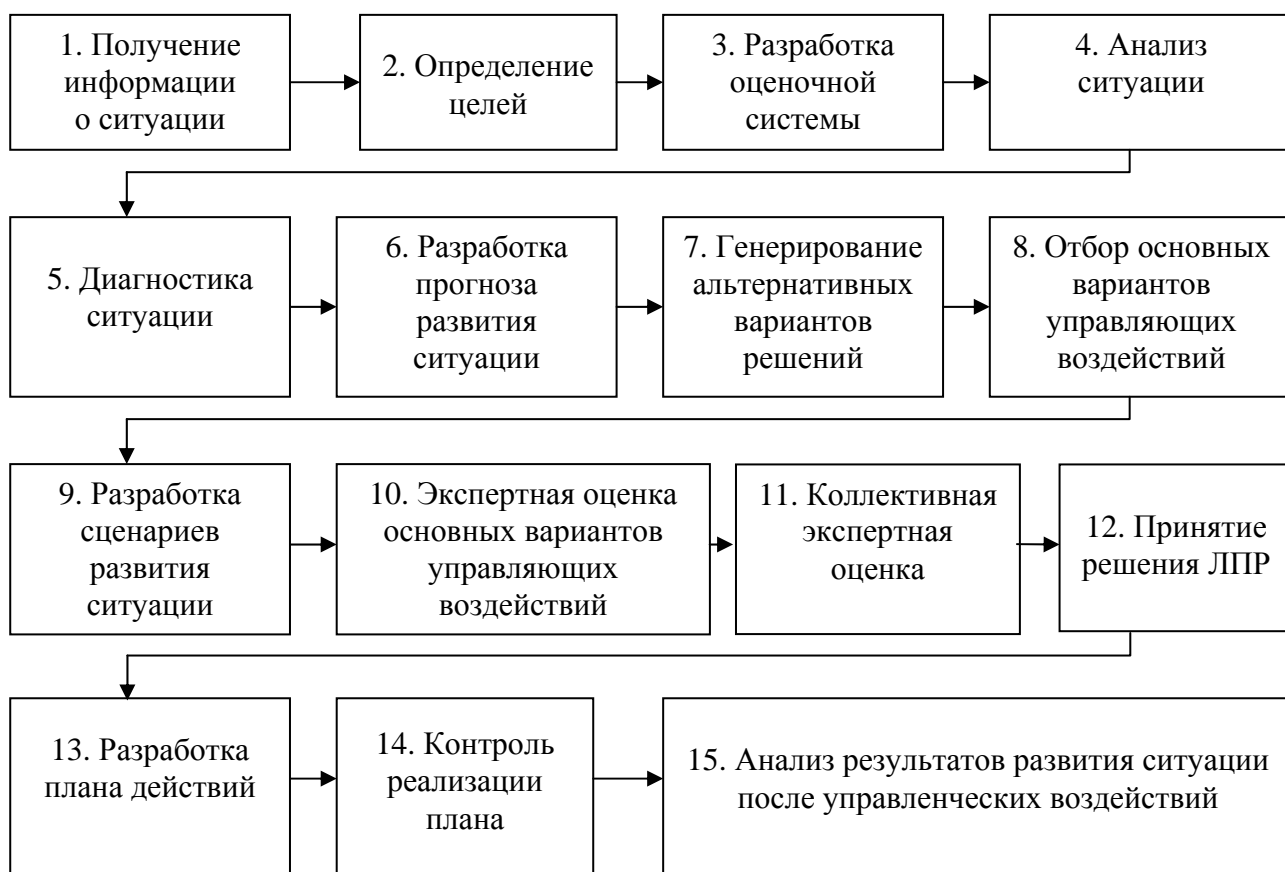 1. Получение
информации
о ситуации
2. Определение
целей
3. Разработка
оценочной
системы
4. Анализ
ситуации
5. Диагностика
ситуации
6. Разработка
прогноза
развития
ситуации
7. Генерирование
альтернативных
вариантов
решений
8. Отбор основных
вариантов
управляющих
воздействий
9. Разработка
сценариев
развития
ситуации
10. Экспертная оценка
основных вариантов
управляющих
воздействий
11. Коллективная
экспертная
оценка
12. Принятие
решения ЛПР
13. Разработка
плана действий
14. Контроль
реализации
плана
15. Анализ результатов развития ситуации
после управленческих воздействий